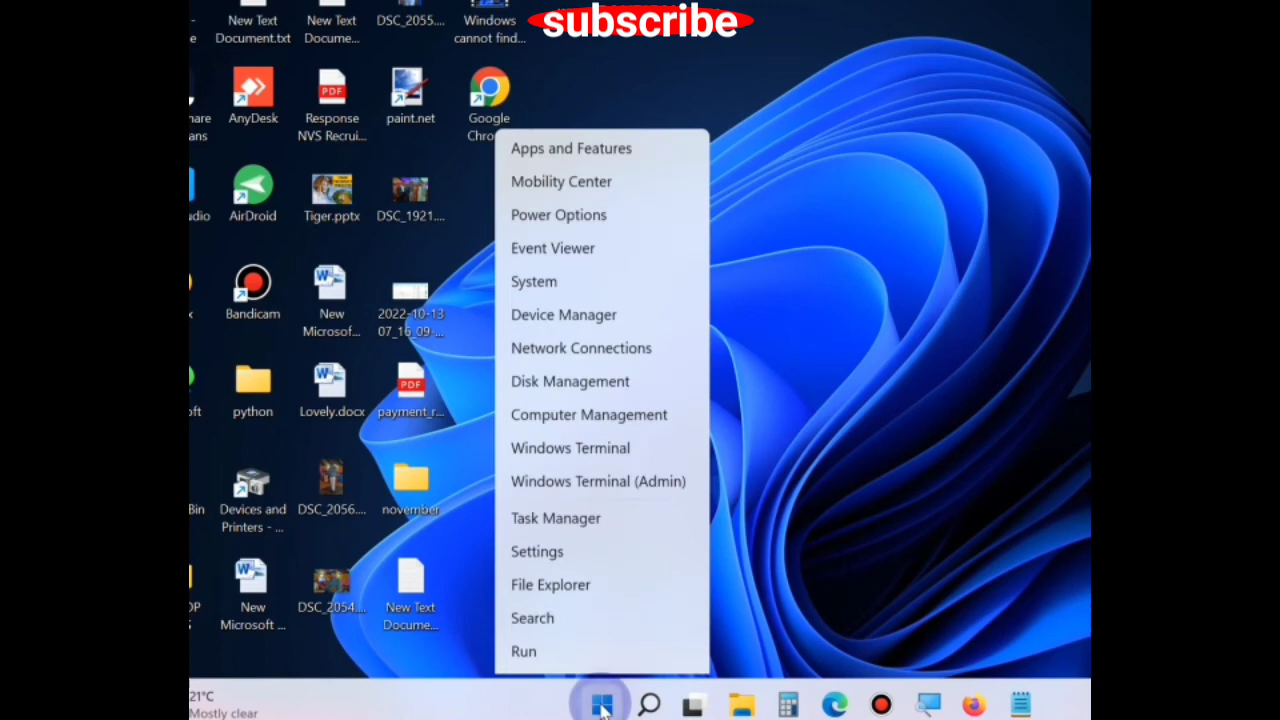 subscribe
New Text
Document.txt
New Text
Docume...
DSC_2055....
Windows
cannot find...
AnyDesk
Response
NVS Recrui...
paint.net
Google
Chro
AirDroid
Tiger.pptx
DSC_1921....
Bandicam
New
Microsof...
2022-10-13
07_16_09-...
python
Lovely.docx
PDF
payment_r...
Devices and
Printers - ...
DSC_2056....
november
New
Microsoft ...
DSC_2054....
New Text
Docume...
Apps and Features
Mobility Center
Power Options
Event Viewer
System
Device Manager
Network Connections
Disk Management
Computer Management
Windows Terminal
Windows Terminal (Admin)
Task Manager
Settings
File Explorer
Search
Run
21°C
Mostly clear